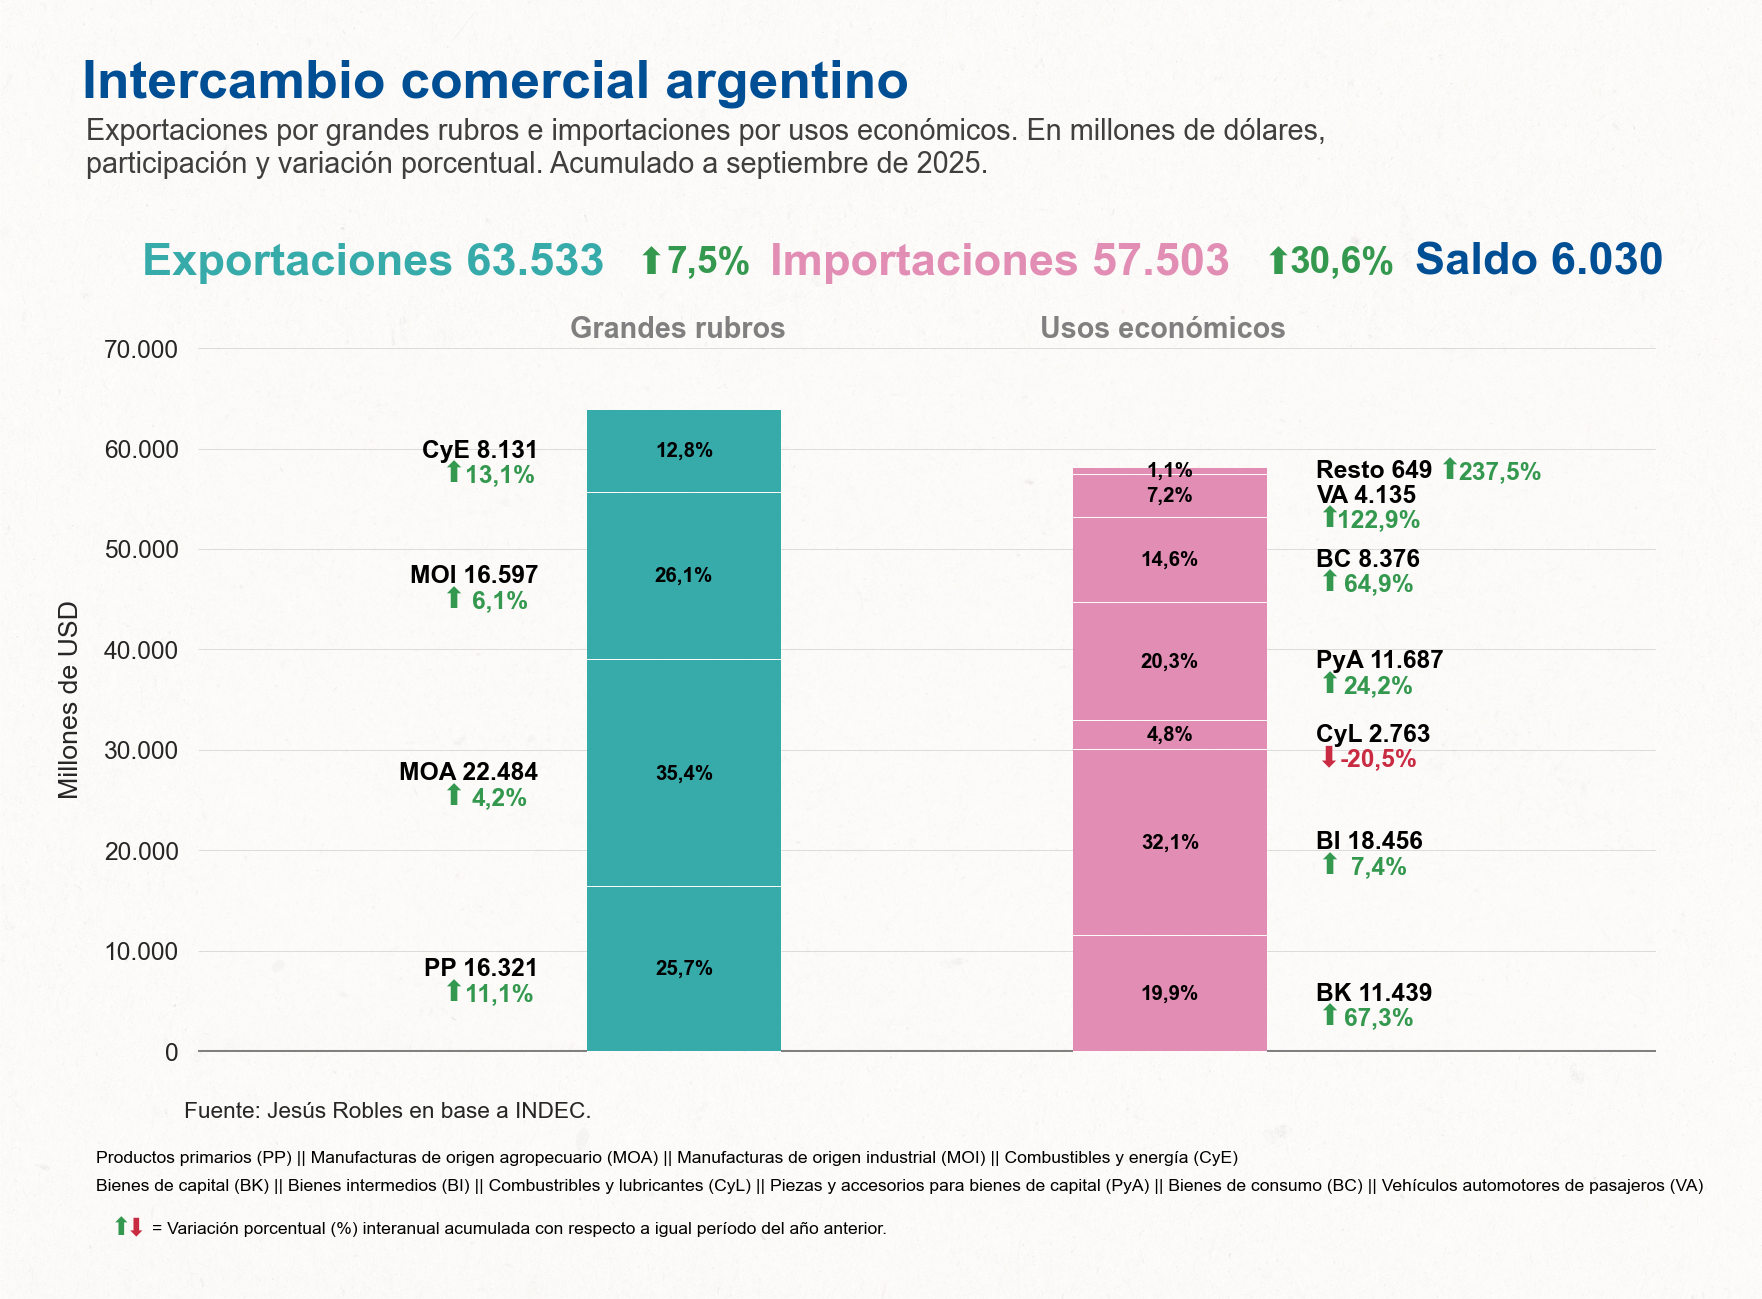 Intercambio comercial argentino
Exportaciones por grandes rubros e importaciones por usos económicos. En millones de dólares,
participación y variación porcentual. Acumulado a septiembre de 2025.
Exportaciones 63.533 ⬆7,5% Importaciones 57.503 ⬆30,6% Saldo 6.030
Grandes rubros
Usos económicos
Millones de USD
70.000
60.000
50.000
40.000
30.000
20.000
10.000
0
CyE 8.131
⬆13,1%
MOI 16.597
⬆ 6,1%
MOA 22.484
⬆ 4,2%
PP 16.321
⬆11,1%
12,8%
26,1%
35,4%
25,7%
1,1%
7,2%
14,6%
20,3%
4,8%
32,1%
19,9%
Resto 649 ⬆237,5%
VA 4.135
⬆122,9%
BC 8.376
⬆ 64,9%
PyA 11.687
⬆ 24,2%
CyL 2.763
⬇-20,5%
BI 18.456
⬆ 7,4%
BK 11.439
⬆ 67,3%
Fuente: Jesús Robles en base a INDEC.
Productos primarios (PP) || Manufacturas de origen agropecuario (MOA) || Manufacturas de origen industrial (MOI) || Combustibles y energía (CyE)
Bienes de capital (BK) || Bienes intermedios (BI) || Combustribles y lubricantes (CyL) || Piezas y accesorios para bienes de capital (PyA) || Bienes de consumo (BC) || Vehículos automotores de pasajeros (VA)
⬆⬇ = Variación porcentual (%) interanual acumulada con respecto a igual período del año anterior.